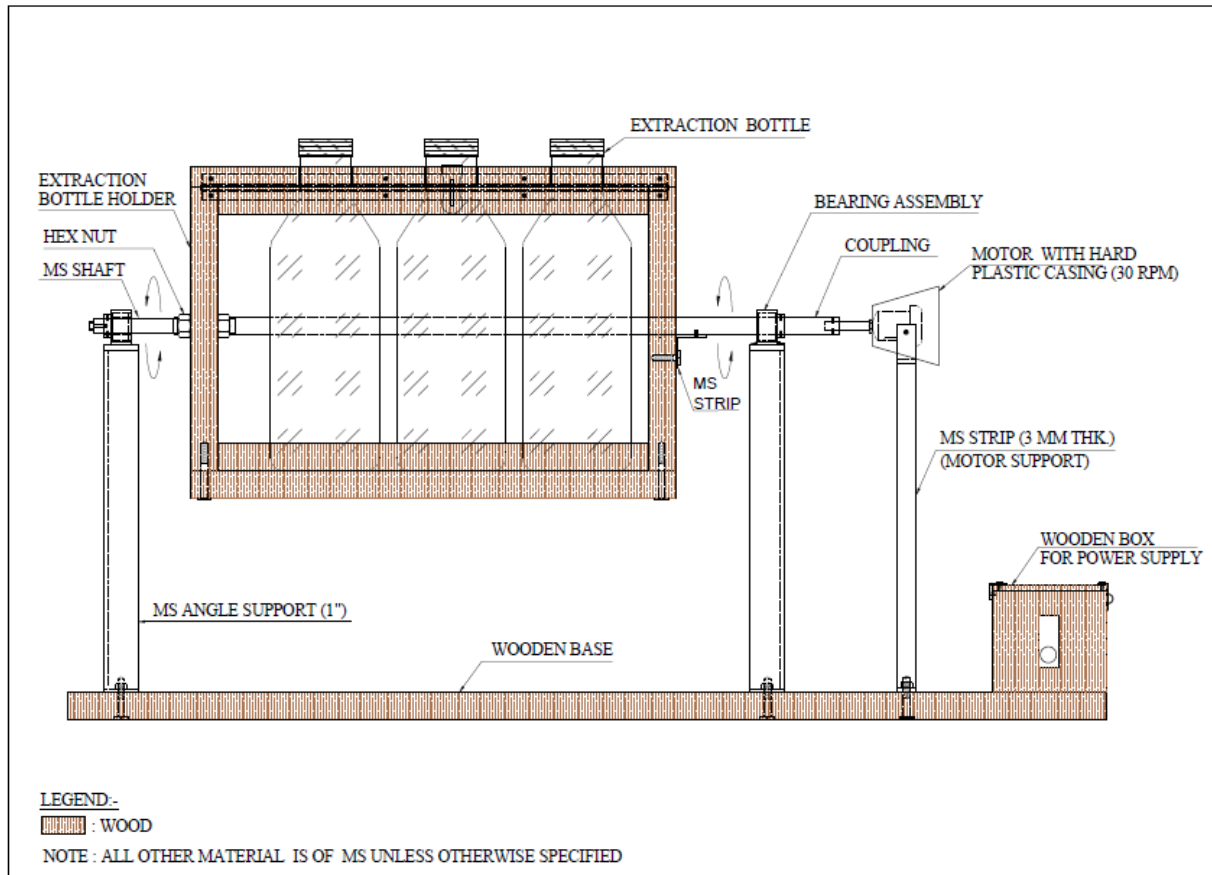 EXTRACTION BOTTLE
EXTRACTION
BOTTLE HOLDER
HEX NUT
MS SHAFT
BEARING ASSEMBLY
COUPLING
MOTOR WITH HARD
PLASTIC CASING (30 RPM)
MS
STRIP
MS STRIP (3 MM THK.)
(MOTOR SUPPORT)
WOODEN BOX
FOR POWER SUPPLY
MS ANGLE SUPPORT (1")
WOODEN BASE
LEGEND:-
: WOOD
NOTE : ALL OTHER MATERIAL IS OF MS UNLESS OTHERWISE SPECIFIED